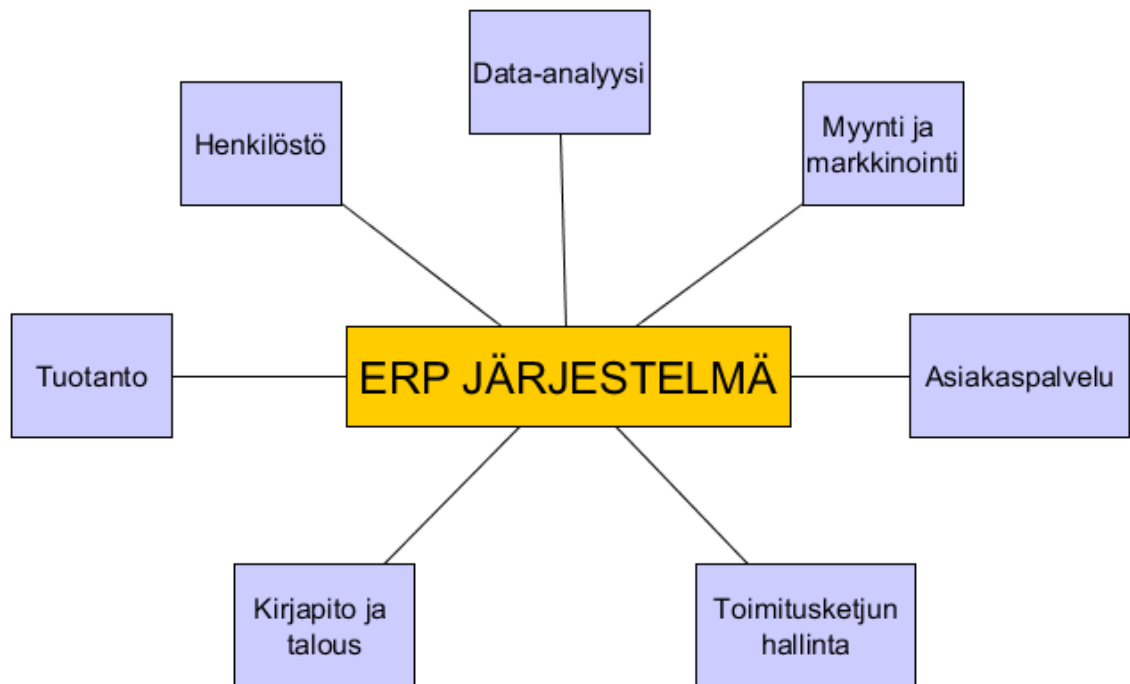 Data-analyysi
Henkilöstö
Myynti ja
markkinointi
Tuotanto
ERP JÄRJESTELMÄ
Asiakaspalvelu
Kirjapito ja
talous
Toimitusketjun
hallinta